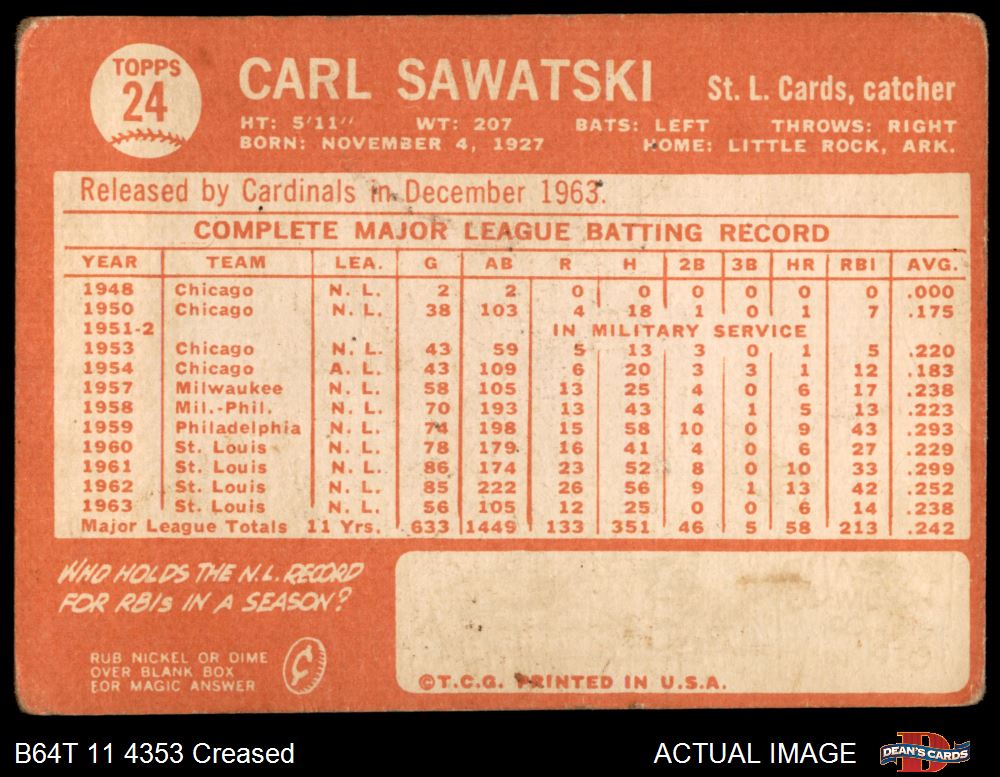 TOPPS
24
CARL SAWATSKI St. L. Cards, catcher
HT: 5'11" WT: 207 BATS: LEFT THROWS: RIGHT
BORN: NOVEMBER 4, 1927 HOME: LITTLE ROCK, ARK.
Released by Cardinals in December 1963.
COMPLETE MAJOR LEAGUE BATTING RECORD
YEAR TEAM LEA. G AB R H 2B 3B HR RBI AVG.
1948 Chicago N. L. 2 2 0 0 0 0 0 0 .000
1950 Chicago N. L. 38 103 4 18 1 0 1 7 .175
1951-2 IN MILITARY SERVICE
1953 Chicago N. L. 43 59 5 13 3 0 1 5 .220
1954 Chicago A. L. 43 109 6 20 3 3 1 12 .183
1957 Milwaukee N. L. 58 105 13 25 4 0 6 17 .238
1958 Mil.-Phil. N. L. 70 193 13 43 4 1 5 13 .223
1959 Philadelphia N. L. 74 198 15 58 10 0 9 43 .293
1960 St. Louis N. L. 78 179 16 41 4 0 6 27 .229
1961 St. Louis N. L. 86 174 23 52 8 0 10 33 .299
1962 St. Louis N. L. 85 222 26 56 9 1 13 42 .252
1963 St. Louis N. L. 56 105 12 25 0 0 6 14 .238
Major League Totals 11 Yrs. 633 1449 133 351 46 5 58 213 .242
WHO HOLDS THE N.L. RECORD
FOR RBIs IN A SEASON?
RUB NICKEL OR DIME
OVER BLANK BOX
FOR MAGIC ANSWER
©T.C.G. PRINTED IN U.S.A.
B64T 11 4353 Creased ACTUAL IMAGE DEAN'S CARDS